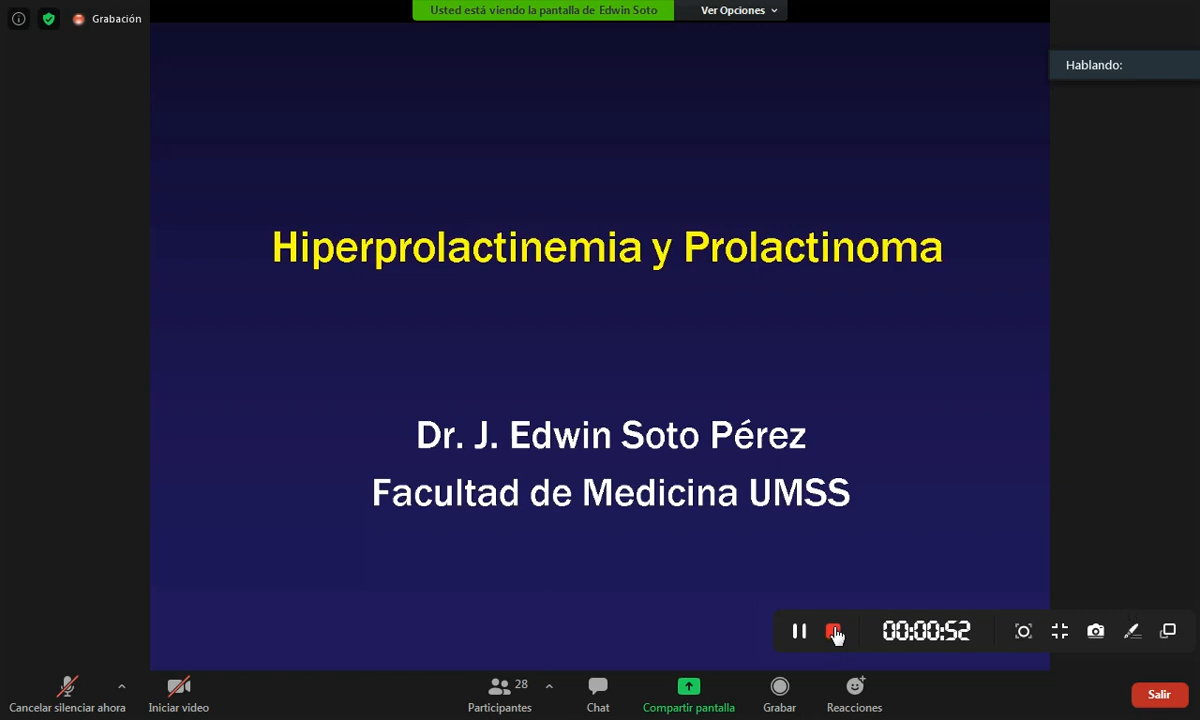 Usted está viendo la pantalla de Edwin Soto
Ver Opciones
Grabación
Hablando:
Hiperprolactinemia y Prolactinoma
Dr. J. Edwin Soto Pérez
Facultad de Medicina UMSS
00:00:52
28
Cancelar silenciar ahora
Iniciar video
Participantes
Chat
Compartir pantalla
Grabar
Reacciones
Salir